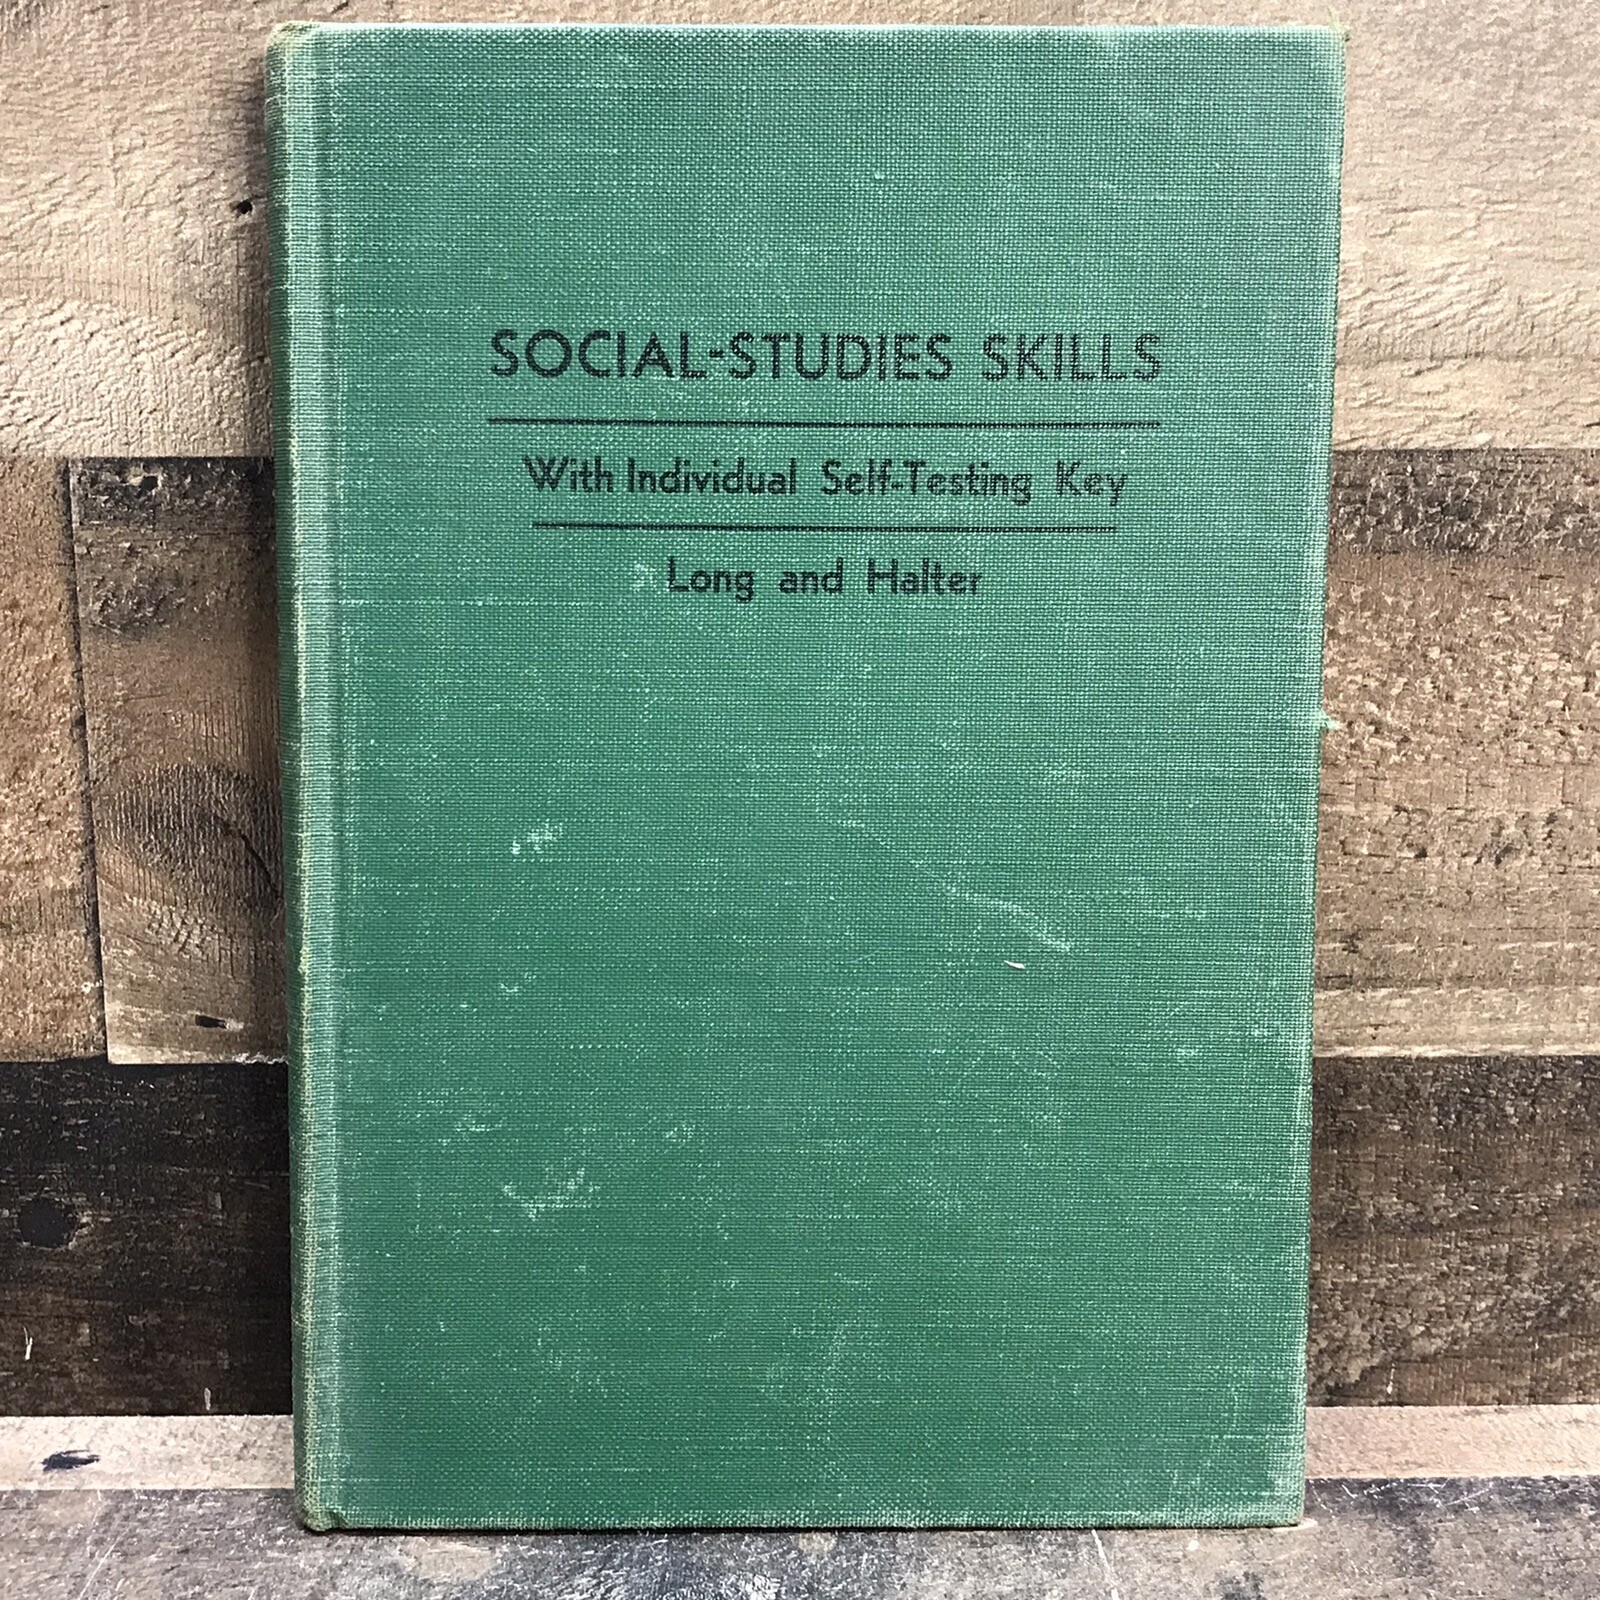 SOCIAL-STUDIES SKILLS
With Individual Self-Testing Key
Long and Halter